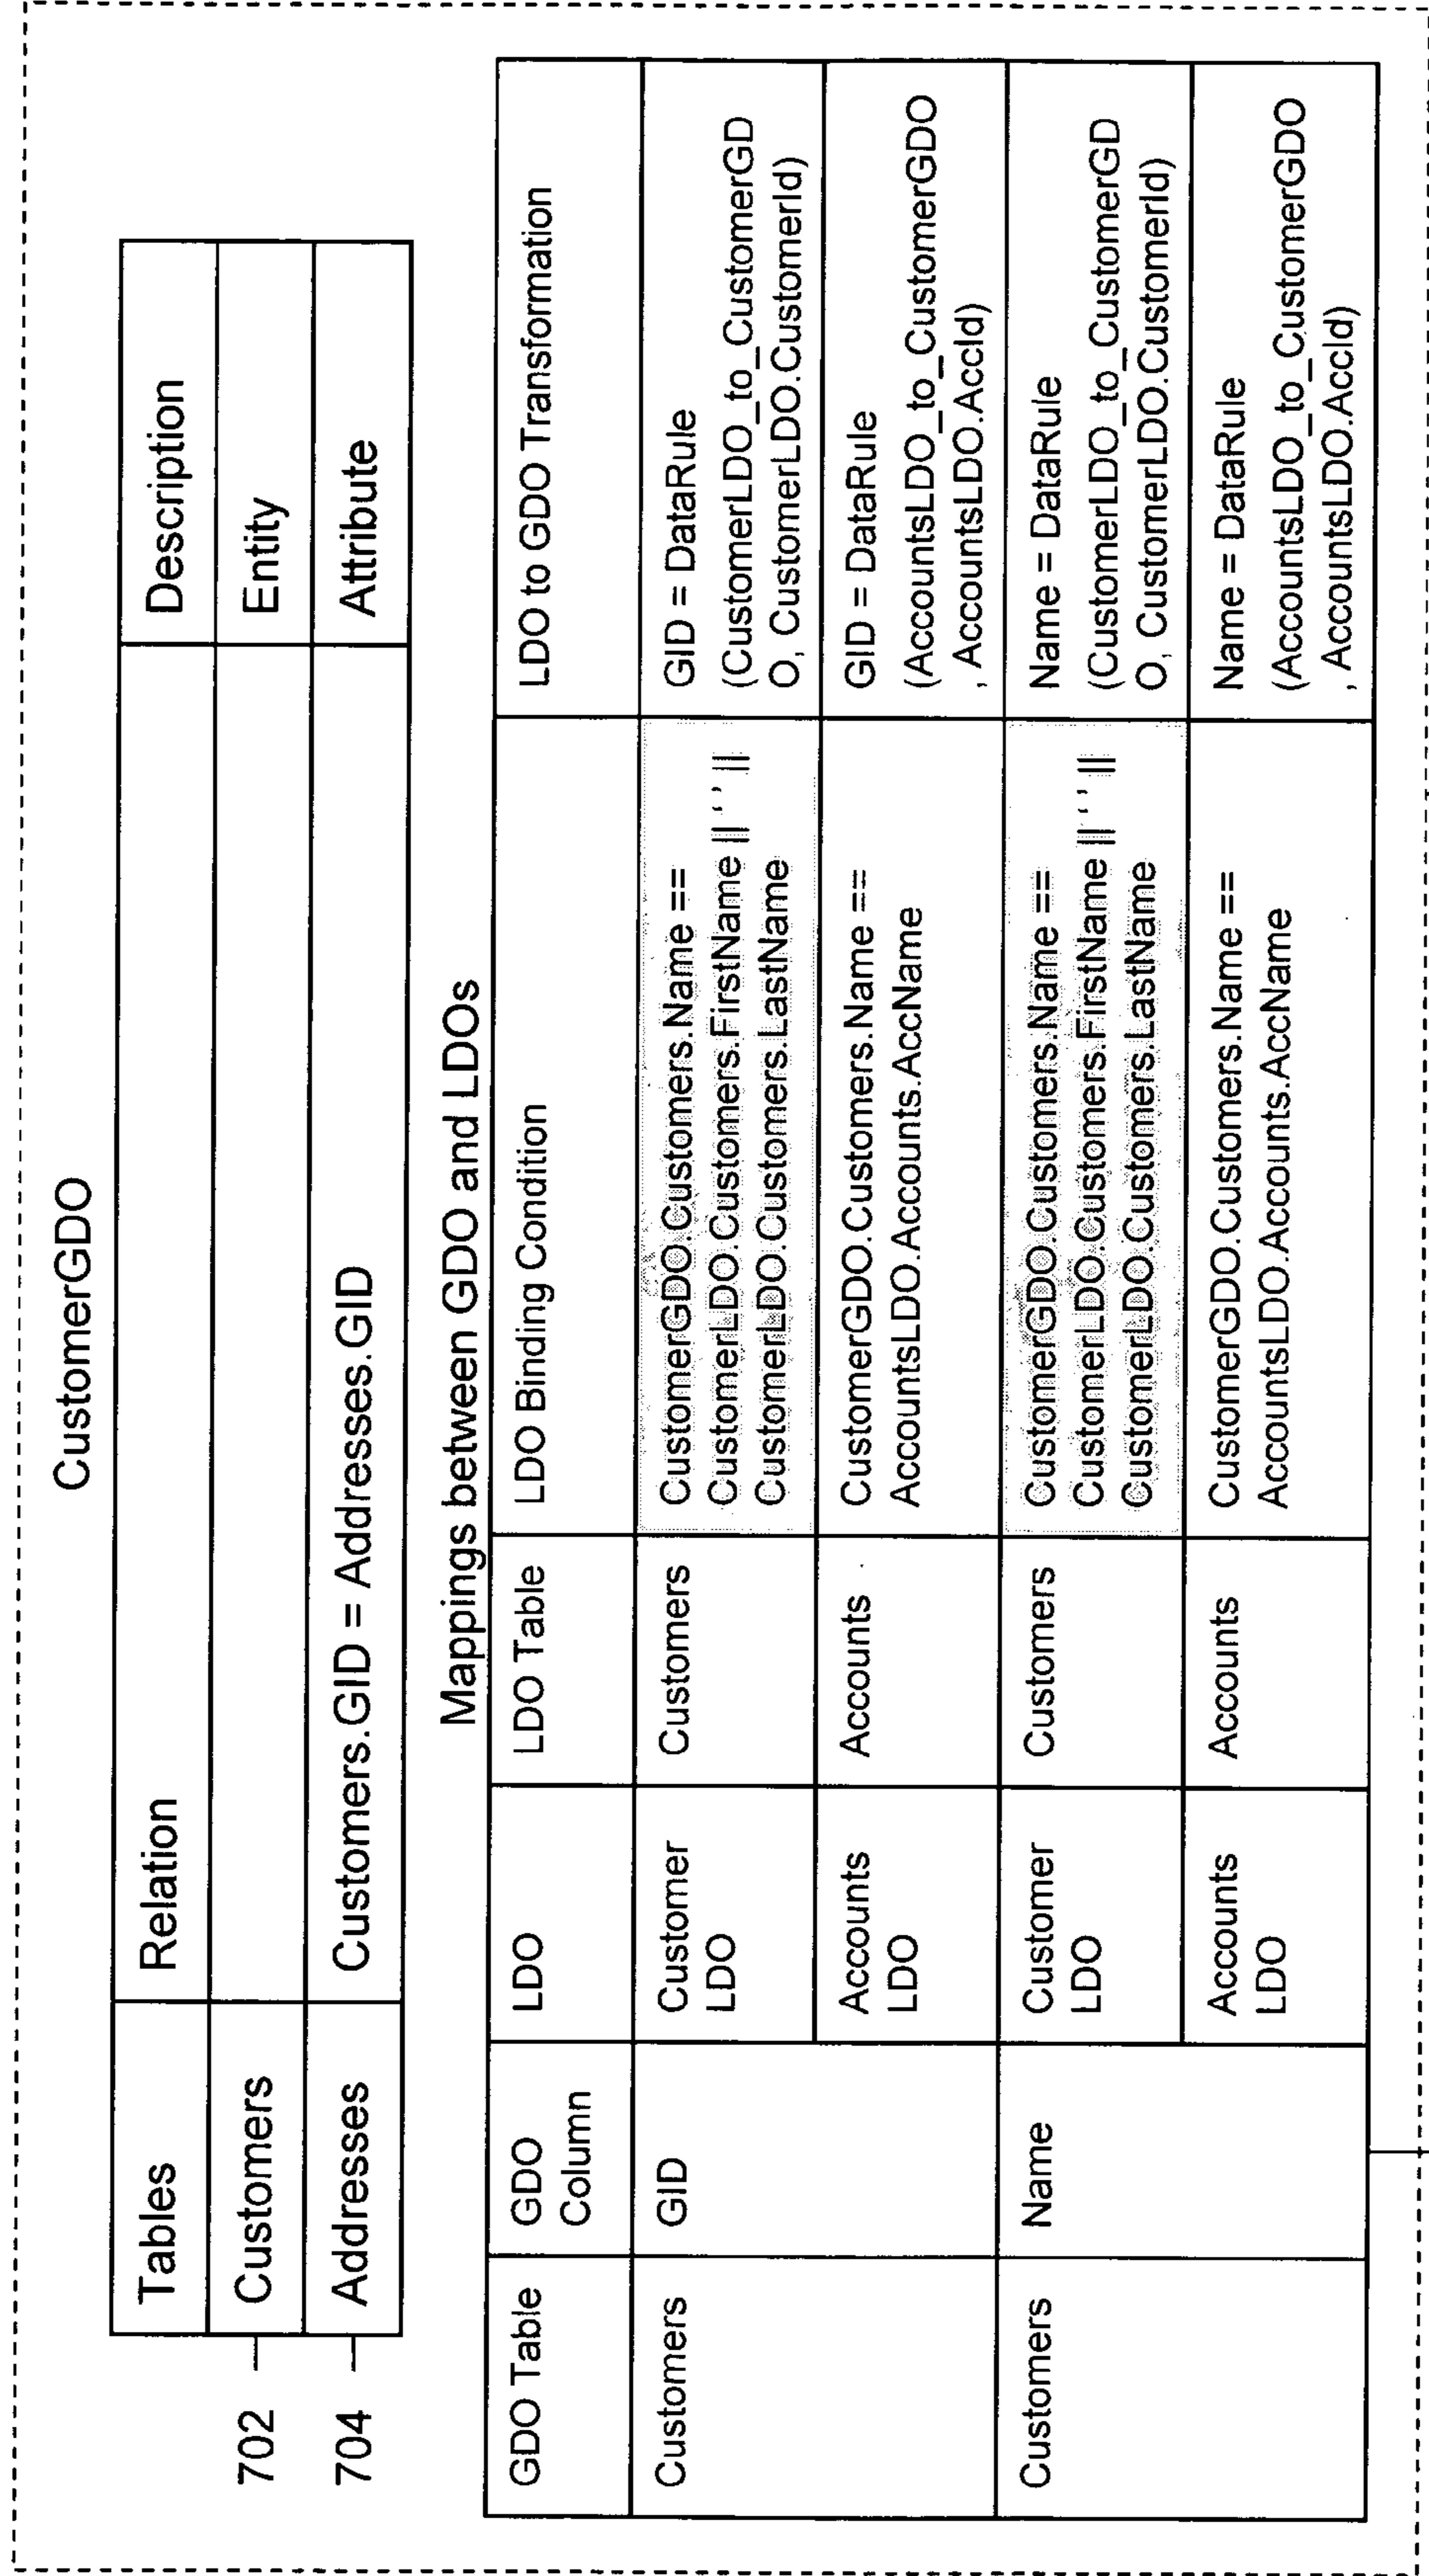 CustomerGDO
Tables Relation Description
702 Customers Entity
704 Addresses Customers.GID = Addresses.GID Attribute
Mappings between GDO and LDOs
GDO Table
GDO
Column
LDO
LDO Table
LDO Binding Condition
LDO to GDO Transformation
Customers
GID
Customer
LDO
Customers
CustomerGDO.Customers.Name ==
CustomerLDO.Customers.FirstName || ‘ ’ ||
CustomerLDO.Customers.LastName
GID = DataRule
(CustomerLDO_to_CustomerGD
O, CustomerLDO.CustomerId)
Accounts
LDO
Accounts
CustomerGDO.Customers.Name ==
AccountsLDO.Accounts.AccName
GID = DataRule
(AccountsLDO_to_CustomerGDO
, AccountsLDO.AccId)
Customers
Name
Customer
LDO
Customers
CustomerGDO.Customers.Name ==
CustomerLDO.Customers.FirstName || ‘ ’ ||
CustomerLDO.Customers.LastName
Name = DataRule
(CustomerLDO_to_CustomerGD
O, CustomerLDO.CustomerId)
Accounts
LDO
Accounts
CustomerGDO.Customers.Name ==
AccountsLDO.Accounts.AccName
Name = DataRule
(AccountsLDO_to_CustomerGDO
, AccountsLDO.AccId)